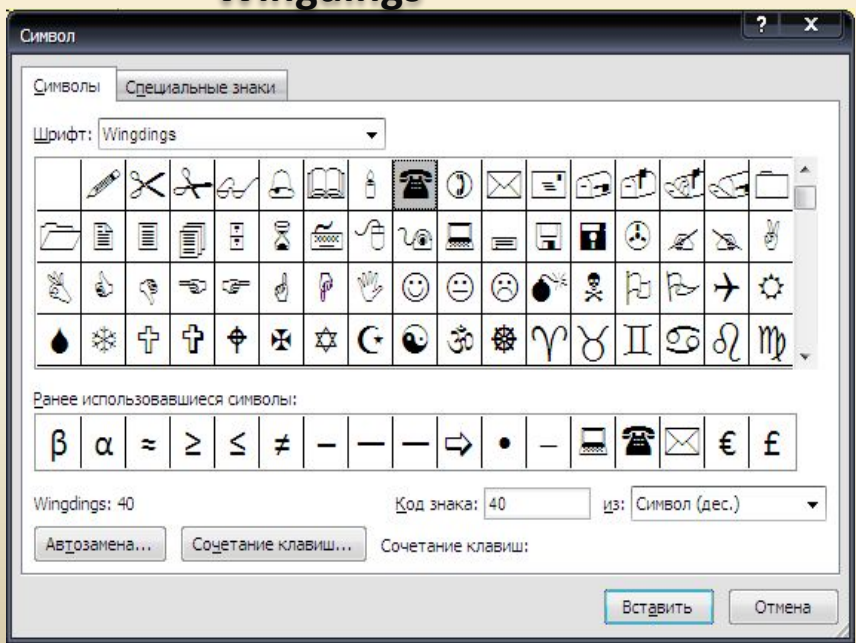 Wingdings
Символ
Символы Специальные знаки
Шрифт: Wingdings
Ранее использовавшиеся символы:
β α ≈ ≥ ≤ ≠ – — — ⇨ • – € £
Wingdings: 40 Код знака: 40 из: Символ (дес.)
Автозамена... Сочетание клавиш... Сочетание клавиш:
Вставить Отмена